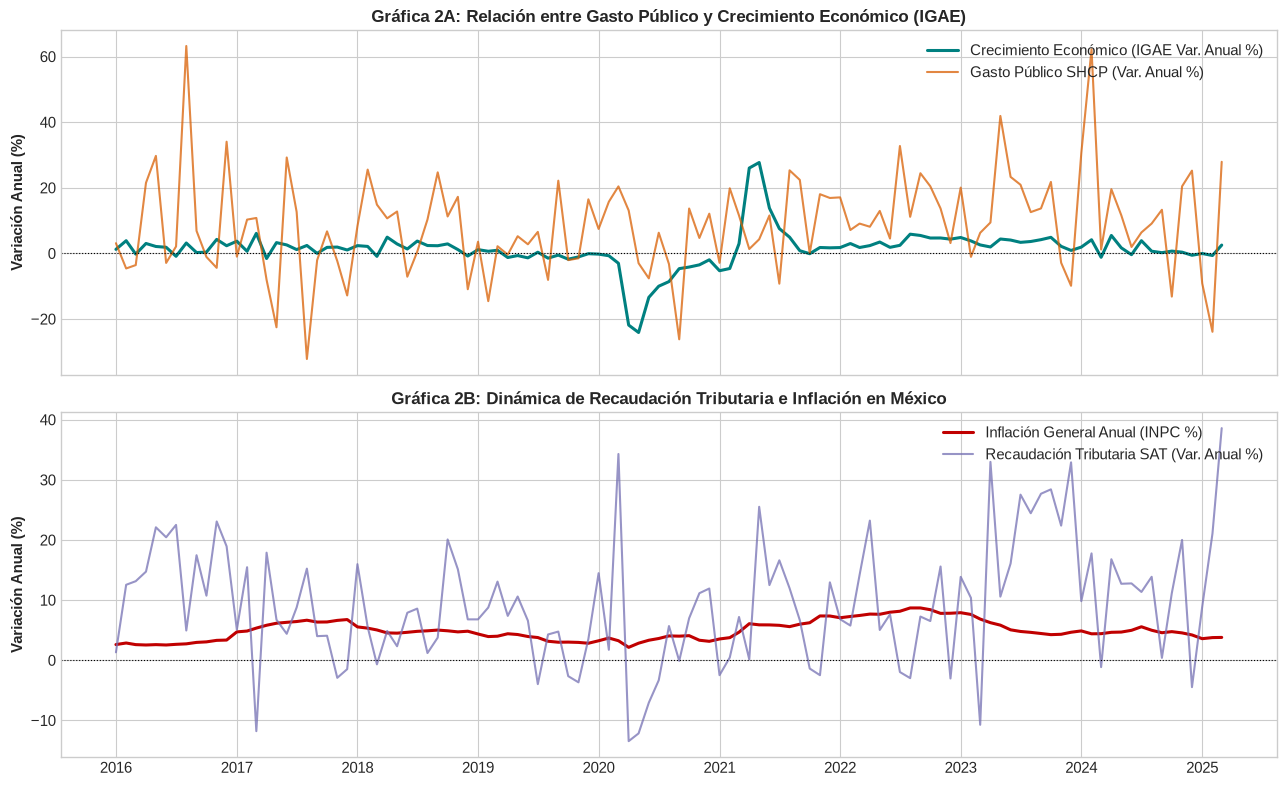 Gráfica 2A: Relación entre Gasto Público y Crecimiento Económico (IGAE)
Crecimiento Económico (IGAE Var. Anual %)
Gasto Público SHCP (Var. Anual %)
Variación Anual (%)
60
40
20
0
−20
Gráfica 2B: Dinámica de Recaudación Tributaria e Inflación en México
Inflación General Anual (INPC %)
Recaudación Tributaria SAT (Var. Anual %)
Variación Anual (%)
40
30
20
10
0
−10
2016 2017 2018 2019 2020 2021 2022 2023 2024 2025